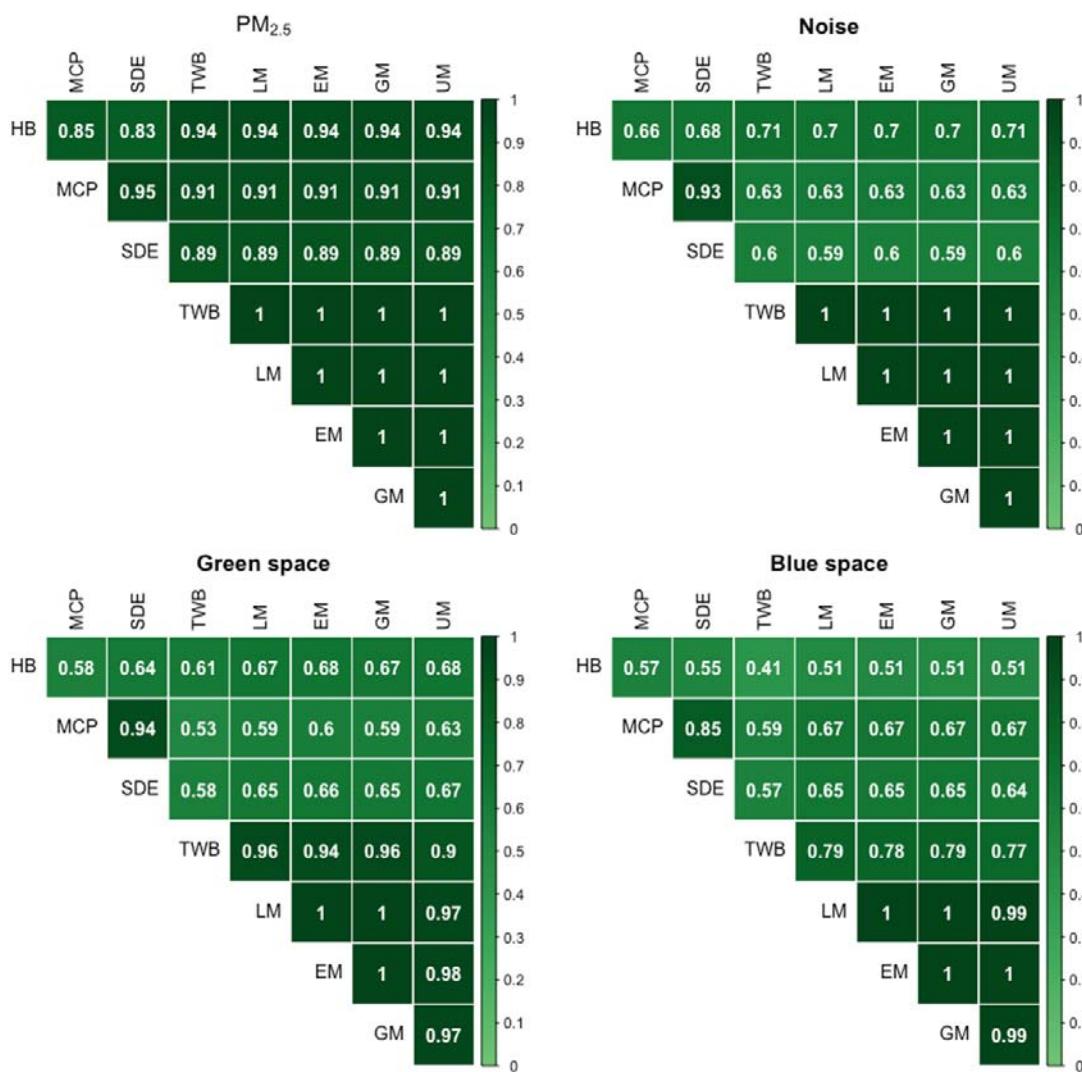 PM2.5
MCP SDE TWB LM EM GM UM
HB 0.85 0.83 0.94 0.94 0.94 0.94 0.94
MCP 0.95 0.91 0.91 0.91 0.91 0.91
SDE 0.89 0.89 0.89 0.89 0.89
TWB 1 1 1 1
LM 1 1 1
EM 1 1
GM 1
1
0.9
0.8
0.7
0.6
0.5
0.4
0.3
0.2
0.1
0
Noise
MCP SDE TWB LM EM GM UM
HB 0.66 0.68 0.71 0.7 0.7 0.7 0.71
MCP 0.93 0.63 0.63 0.63 0.63 0.63
SDE 0.6 0.59 0.6 0.59 0.6
TWB 1 1 1 1
LM 1 1 1
EM 1 1
GM 1
1
0
Green space
MCP SDE TWB LM EM GM UM
HB 0.58 0.64 0.61 0.67 0.68 0.67 0.68
MCP 0.94 0.53 0.59 0.6 0.59 0.63
SDE 0.58 0.65 0.66 0.65 0.67
TWB 0.96 0.94 0.96 0.9
LM 1 1 0.97
EM 1 0.98
GM 0.97
1
0.9
0.8
0.7
0.6
0.5
0.4
0.3
0.2
0.1
0
Blue space
MCP SDE TWB LM EM GM UM
HB 0.57 0.55 0.41 0.51 0.51 0.51 0.51
MCP 0.85 0.59 0.67 0.67 0.67 0.67
SDE 0.57 0.65 0.65 0.65 0.64
TWB 0.79 0.78 0.79 0.77
LM 1 1 0.99
EM 1 1
GM 0.99
1
0